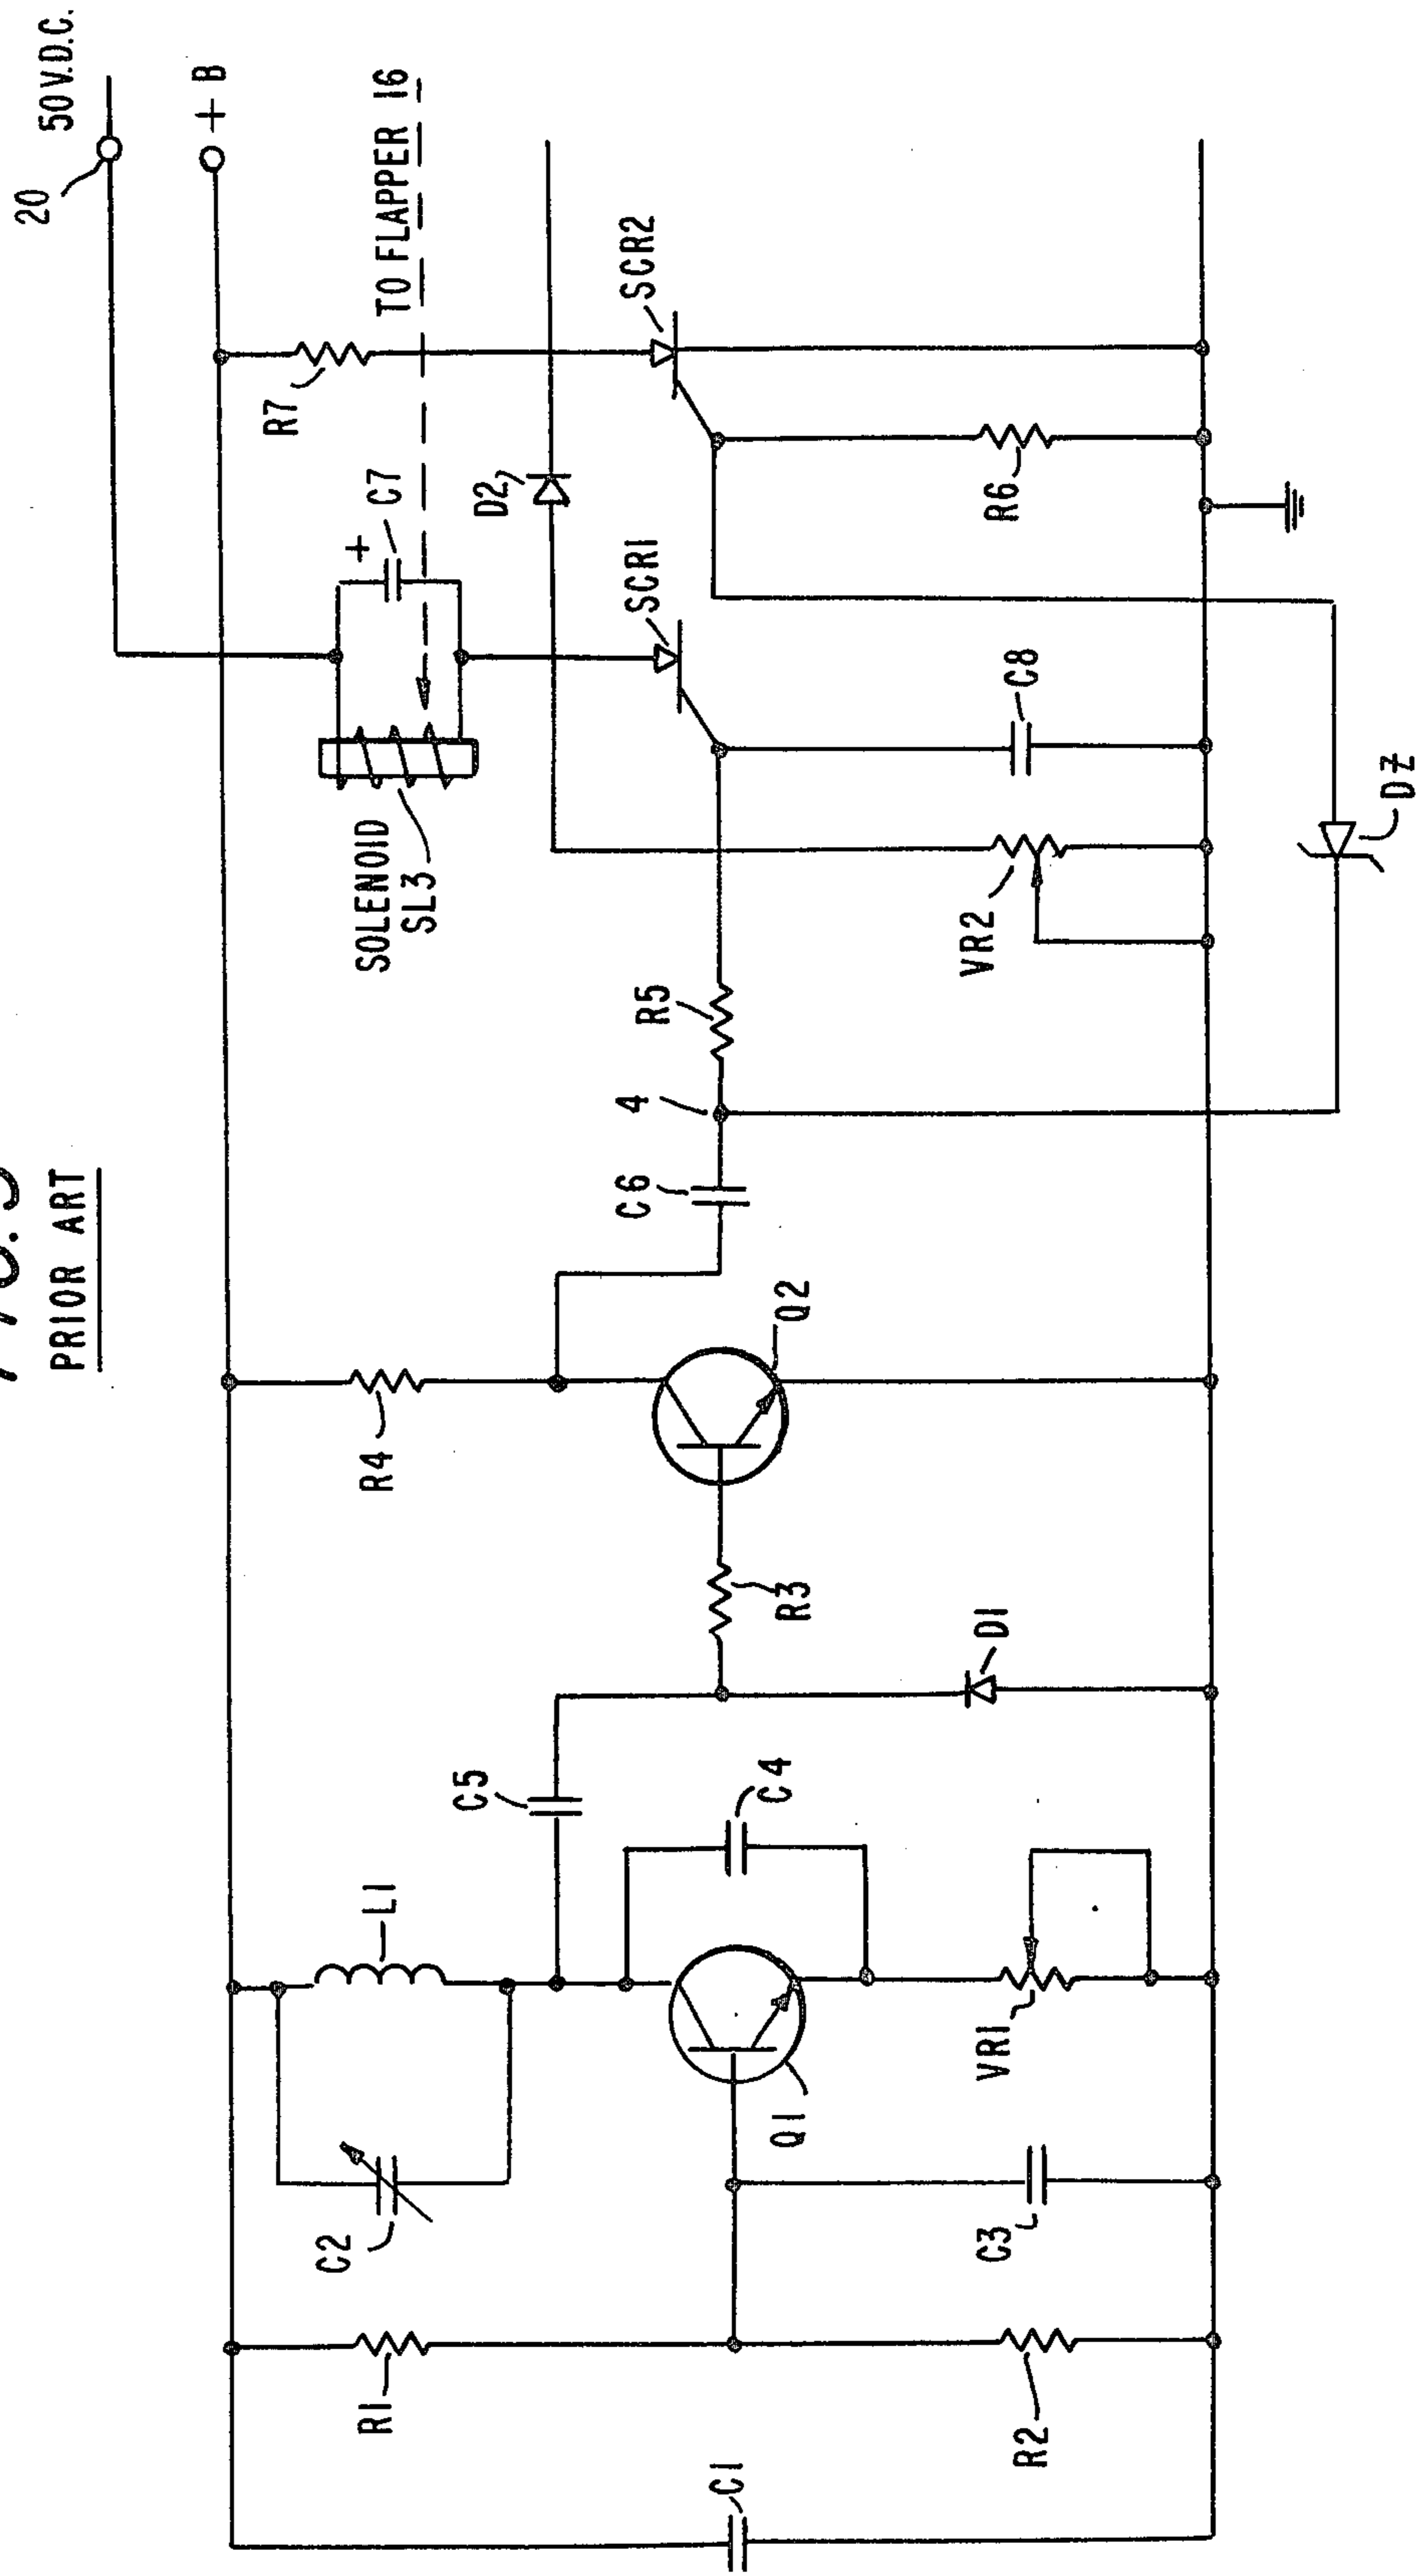 PRIOR ART
20
50 V.D.C.
+ B
TO FLAPPER 16
R7
C7
+
SOLENOID
SL3
D2
SCR1
SCR2
R6
C8
VR2
DZ
R5
4
C6
R4
Q2
R3
D1
C5
C4
L1
C2
Q1
VR1
C3
R1
R2
C1